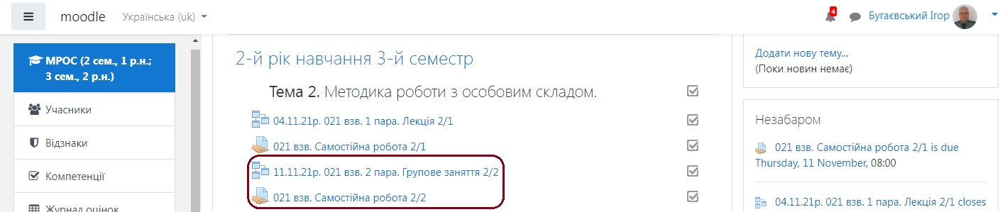 moodle Українська (uk) 4 Бугаєвський Ігор
МРОС (2 сем., 1 р.н.;
3 сем., 2 р.н.)
Учасники
Відзнаки
Компетенції
Журнал оцінок
2-й рік навчання 3-й семестр
Тема 2. Методика роботи з особовим складом.
04.11.21р. 021 взв. 1 пара. Лекція 2/1
021 взв. Самостійна робота 2/1
11.11.21р. 021 взв. 2 пара. Групове заняття 2/2
021 взв. Самостійна робота 2/2
Додати нову тему...
(Поки новин немає)
Незабаром
021 взв. Самостійна робота 2/1 is due
Thursday, 11 November, 08:00
04.11.21р. 021 взв. 1 пара. Лекція 2/1 closes